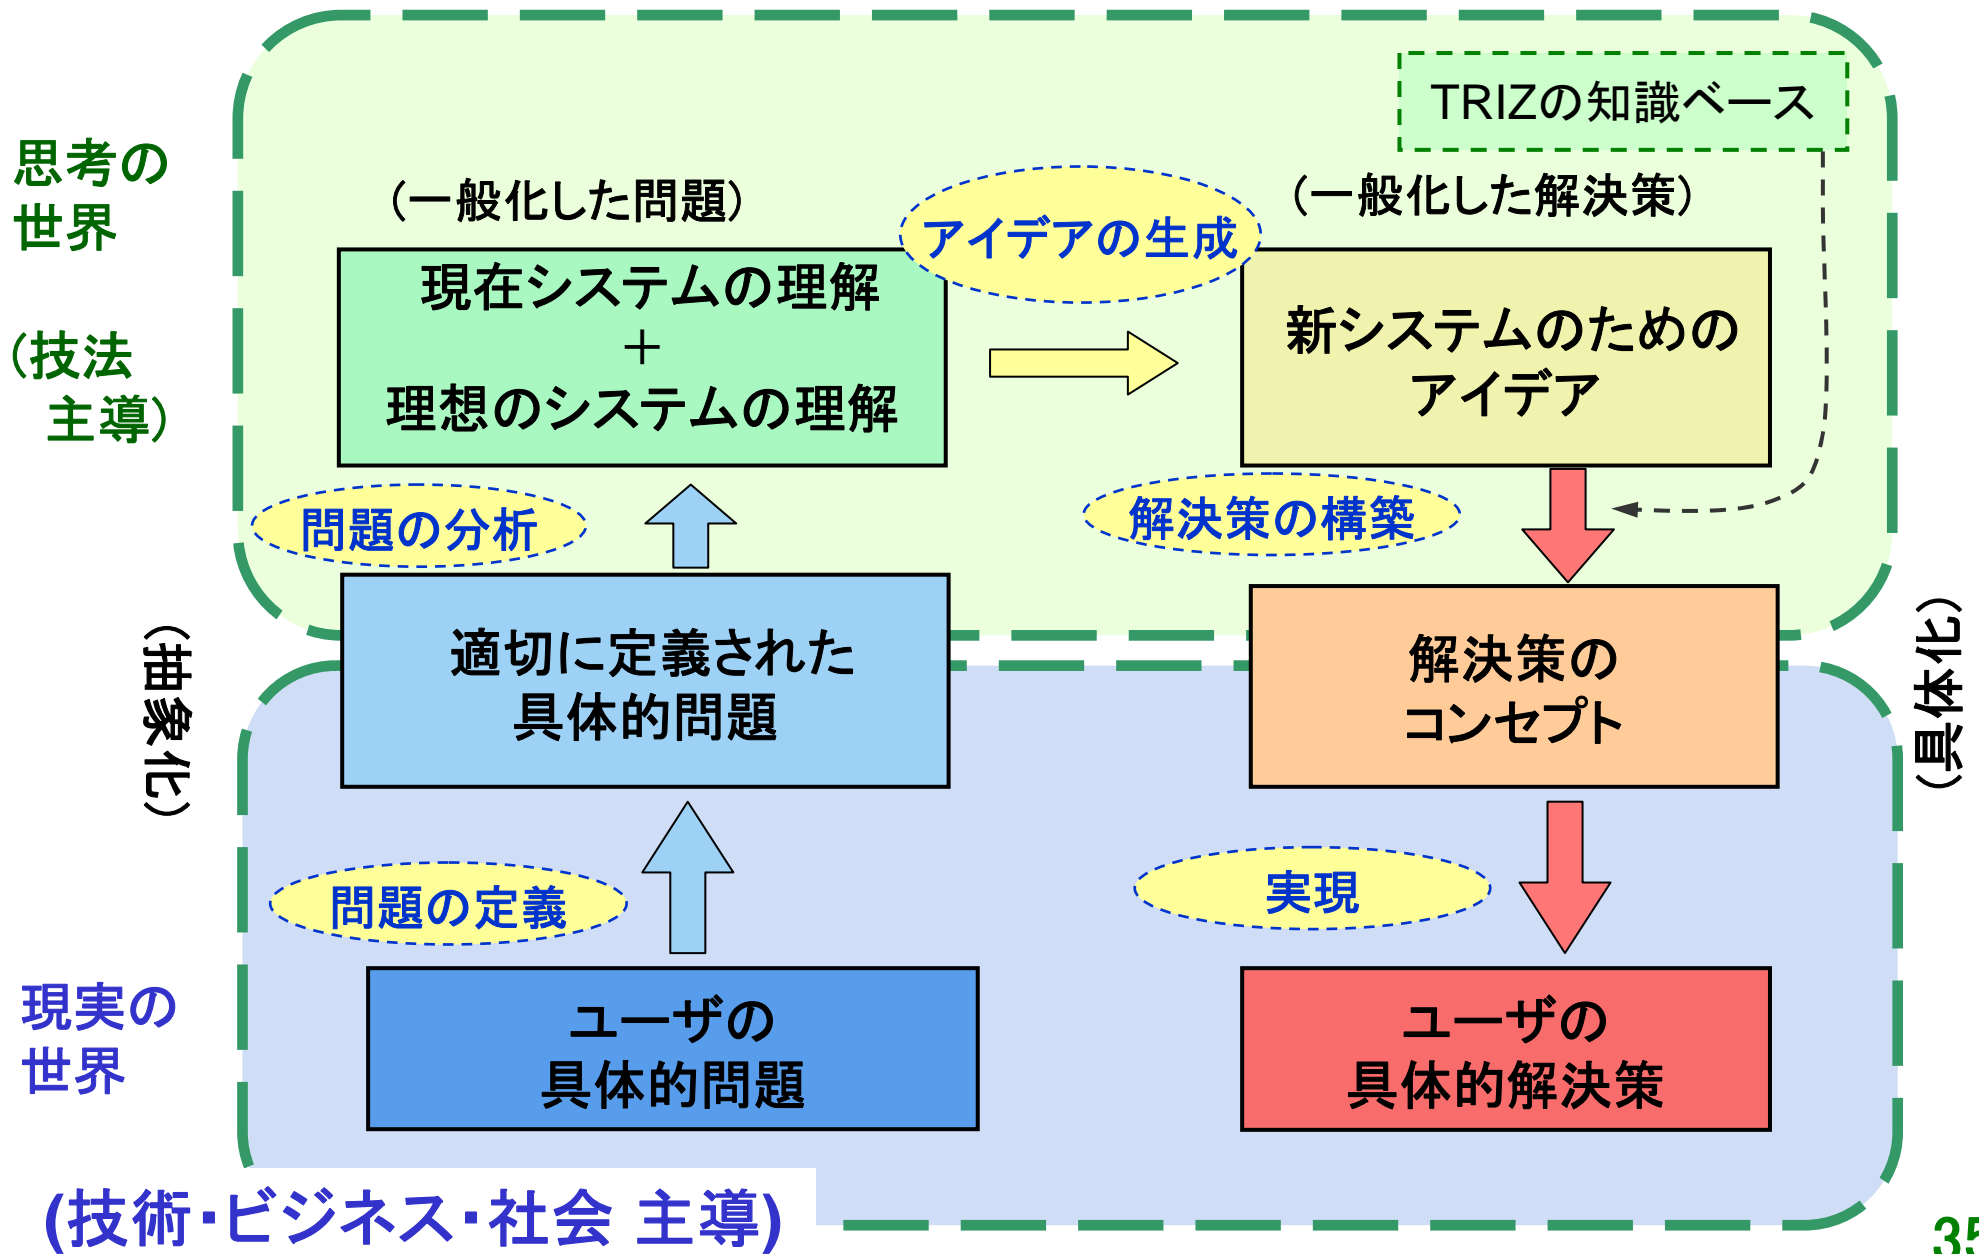 TRIZの知識ベース
思考の
世界
(技法
主導)
(一般化した問題)
アイデアの生成
(一般化した解決策)
現在システムの理解
+
理想のシステムの理解
新システムのための
アイデア
問題の分析
解決策の構築
(抽象化)
適切に定義された
具体的問題
解決策の
コンセプト
(具体化)
問題の定義
実現
現実の
世界
ユーザの
具体的問題
ユーザの
具体的解決策
(技術・ビジネス・社会 主導)
35